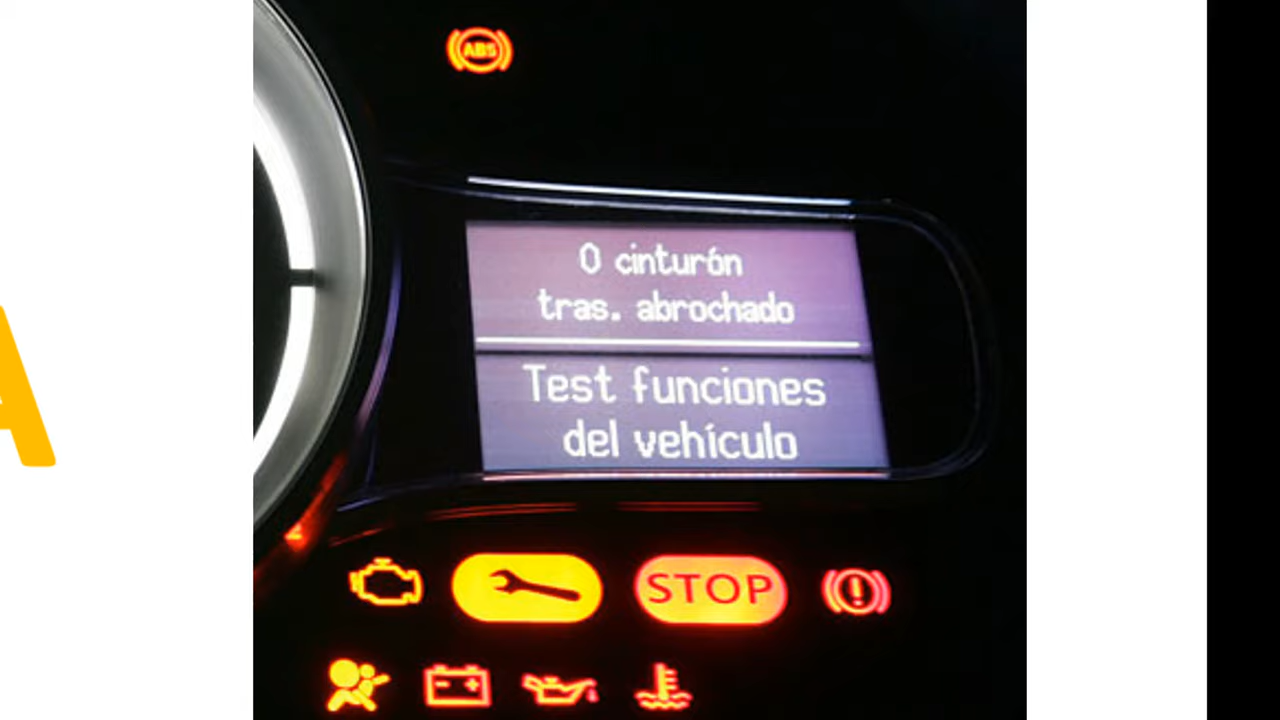 ABS
0 cinturón
tras. abrochado
Test funciones
del vehículo
STOP
A